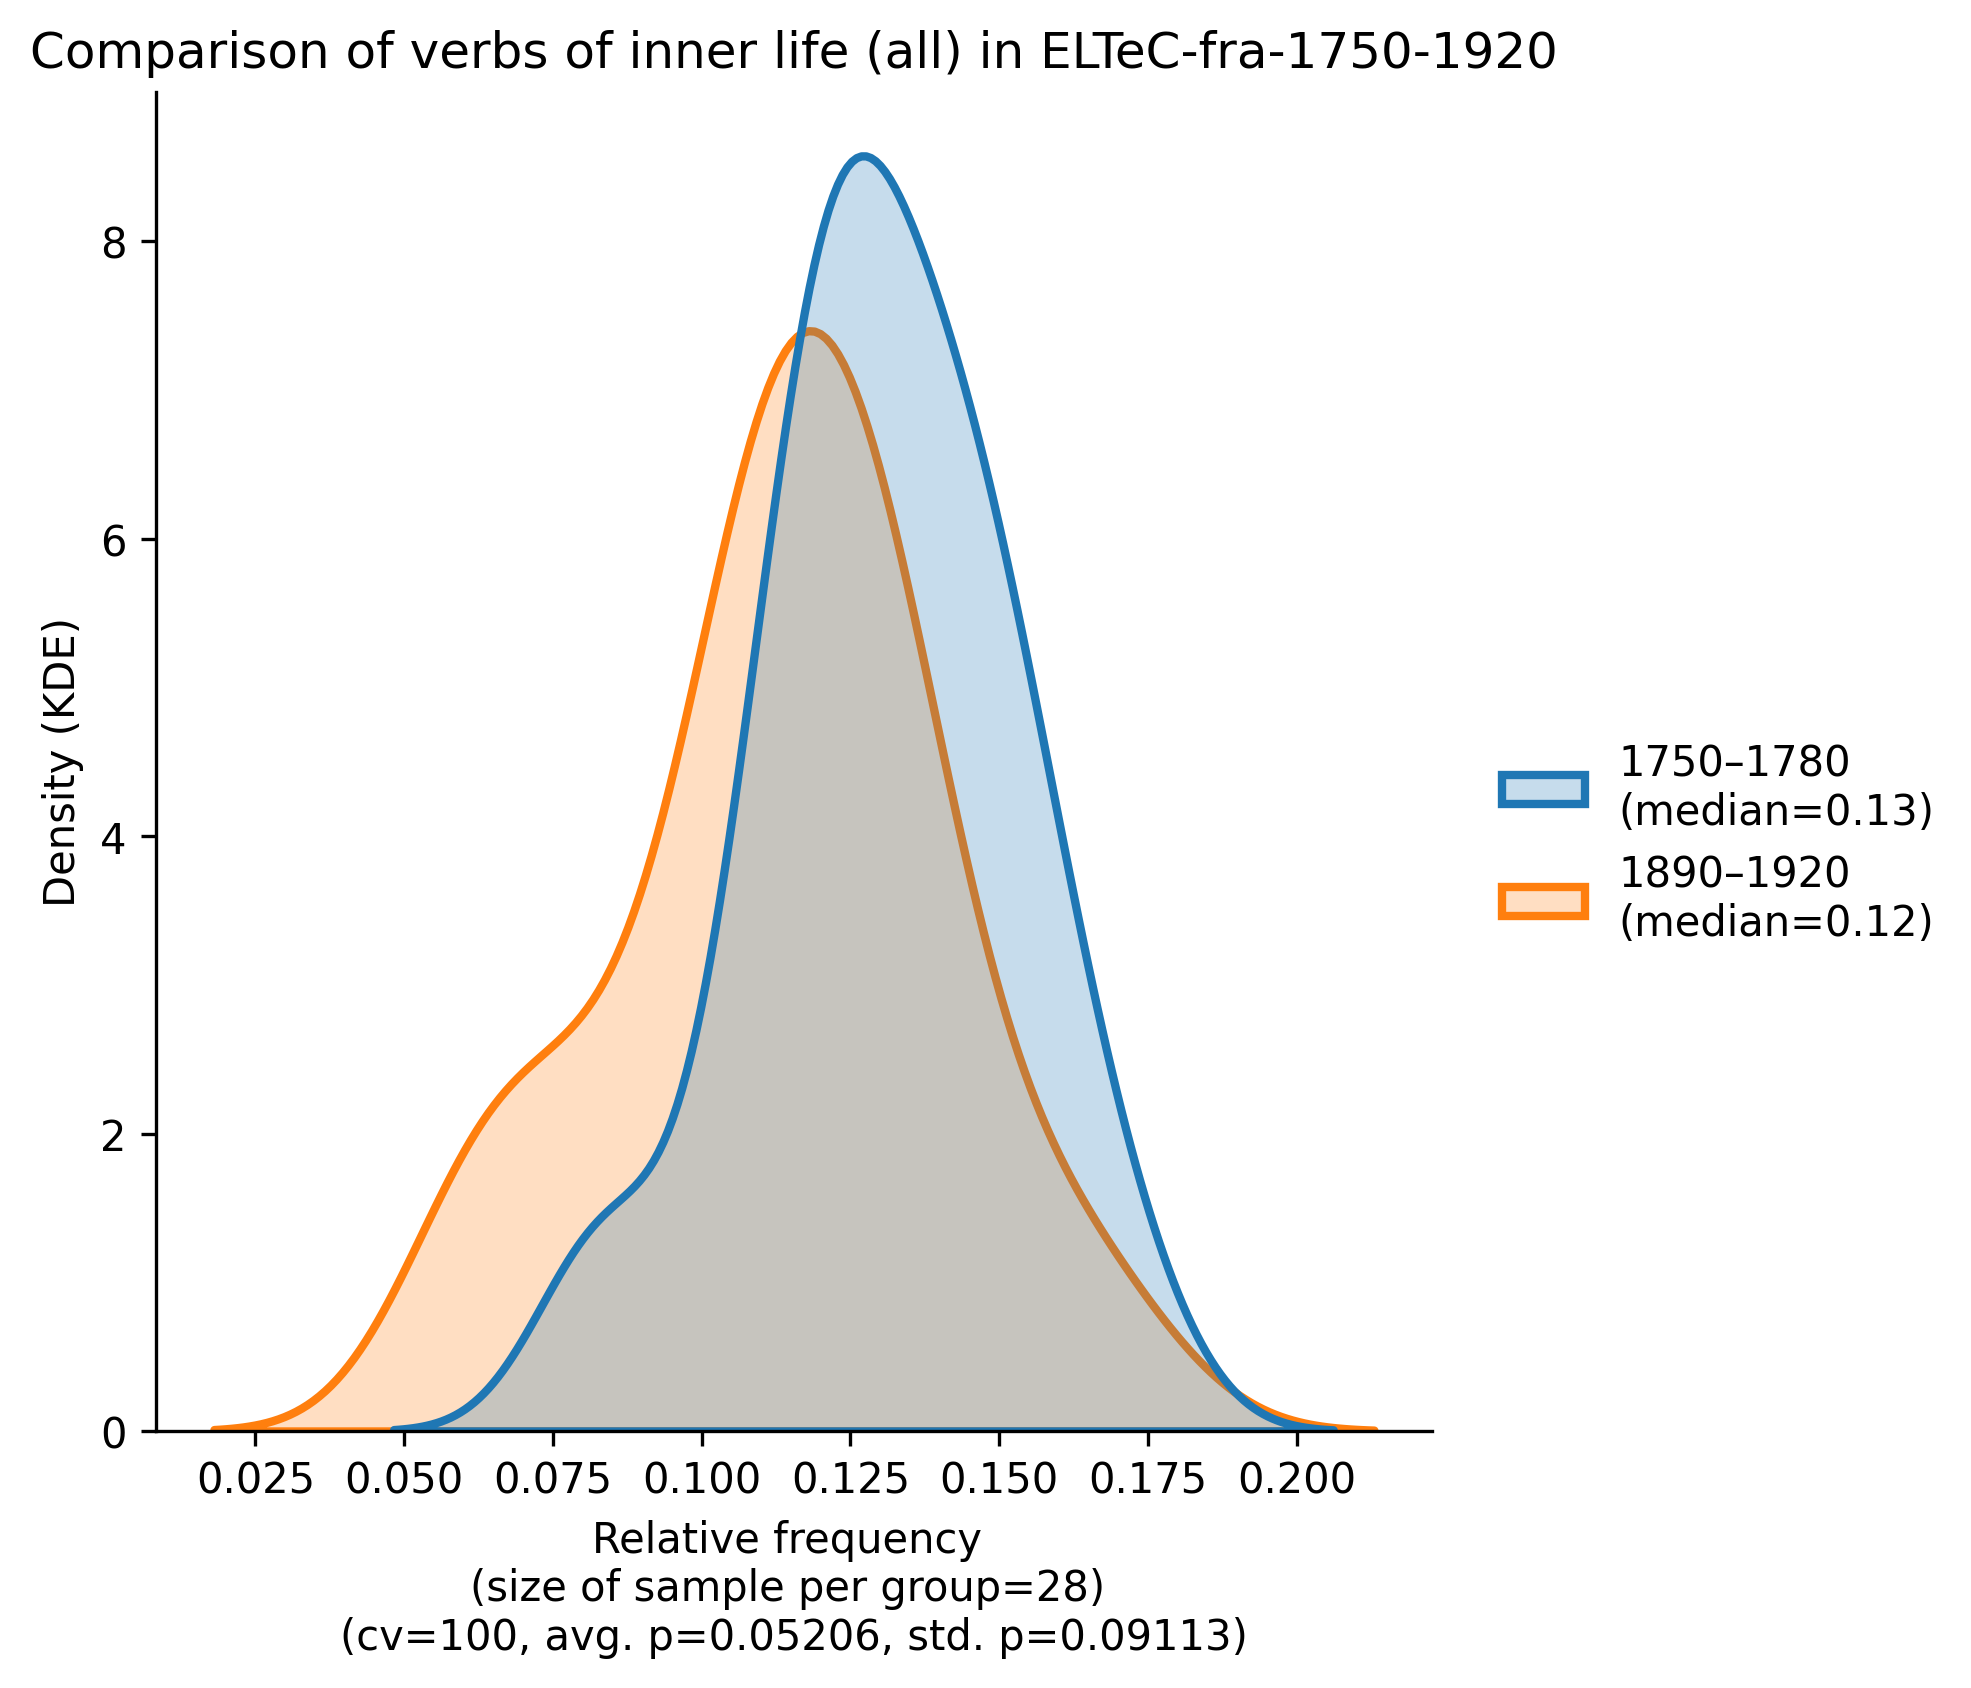 Comparison of verbs of inner life (all) in ELTeC-fra-1750-1920
Density (KDE)
8
6
4
2
0
0.025 0.050 0.075 0.100 0.125 0.150 0.175 0.200
Relative frequency
(size of sample per group=28)
(cv=100, avg. p=0.05206, std. p=0.09113)
1750–1780
(median=0.13)
1890–1920
(median=0.12)